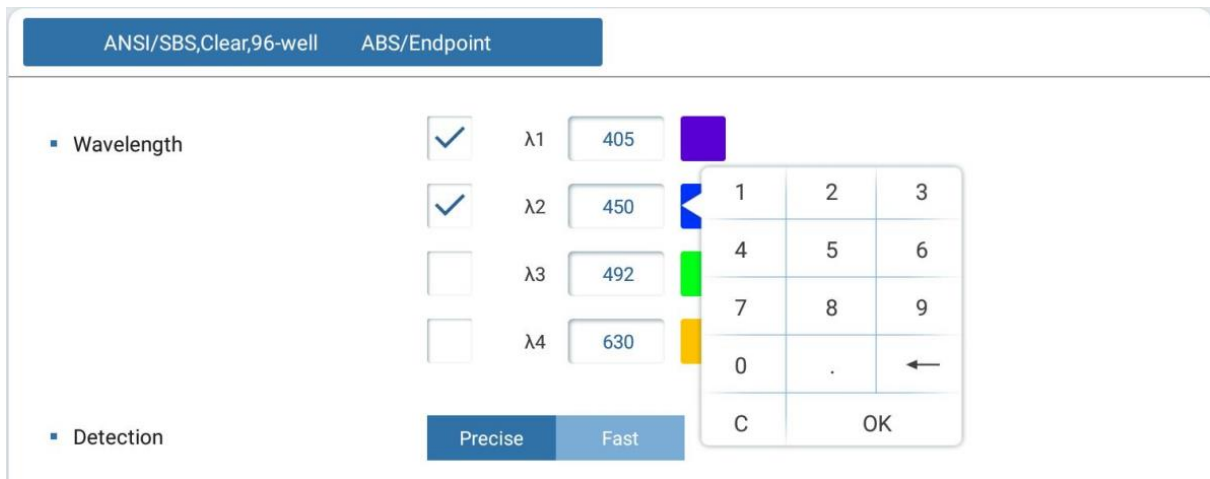 ANSI/SBS,Clear,96-well ABS/Endpoint
Wavelength
λ1 405
λ2 450
λ3 492
λ4 630
1 2 3
4 5 6
7 8 9
0 . ←
C OK
Detection
Precise Fast